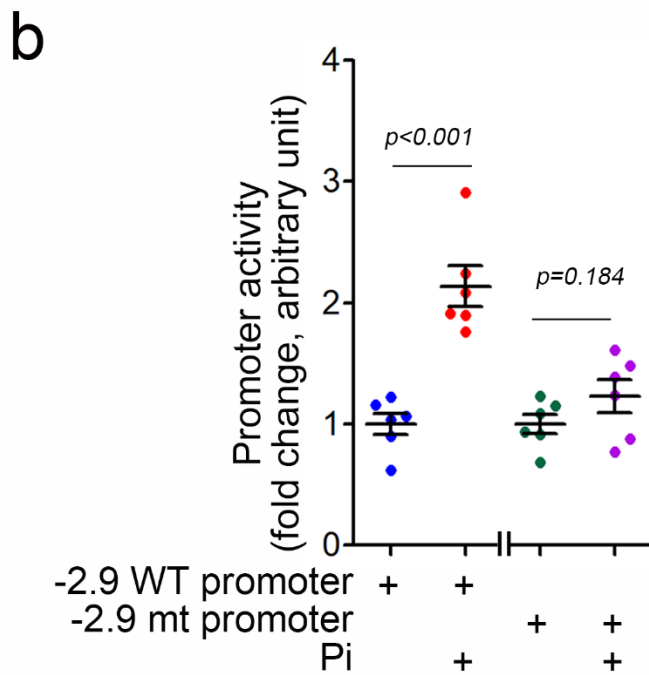 b
Promoter activity
(fold change, arbitrary unit)
4
3
2
1
0
p<0.001
p=0.184
-2.9 WT promoter + +
-2.9 mt promoter + +
Pi + +